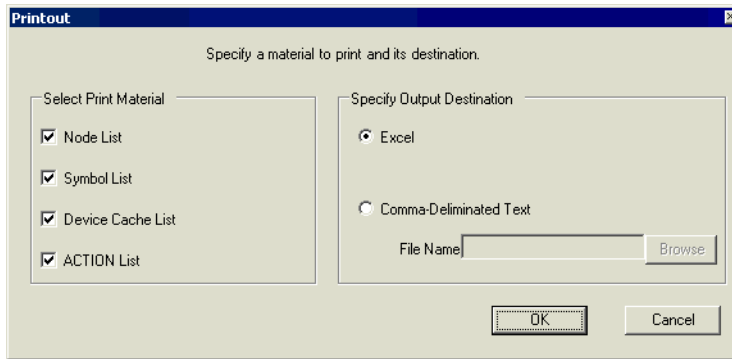 Printout
Specify a material to print and its destination.
Select Print Material
Node List
Symbol List
Device Cache List
ACTION List
Specify Output Destination
Excel
Comma-Deliminated Text
File Name
Browse
OK
Cancel